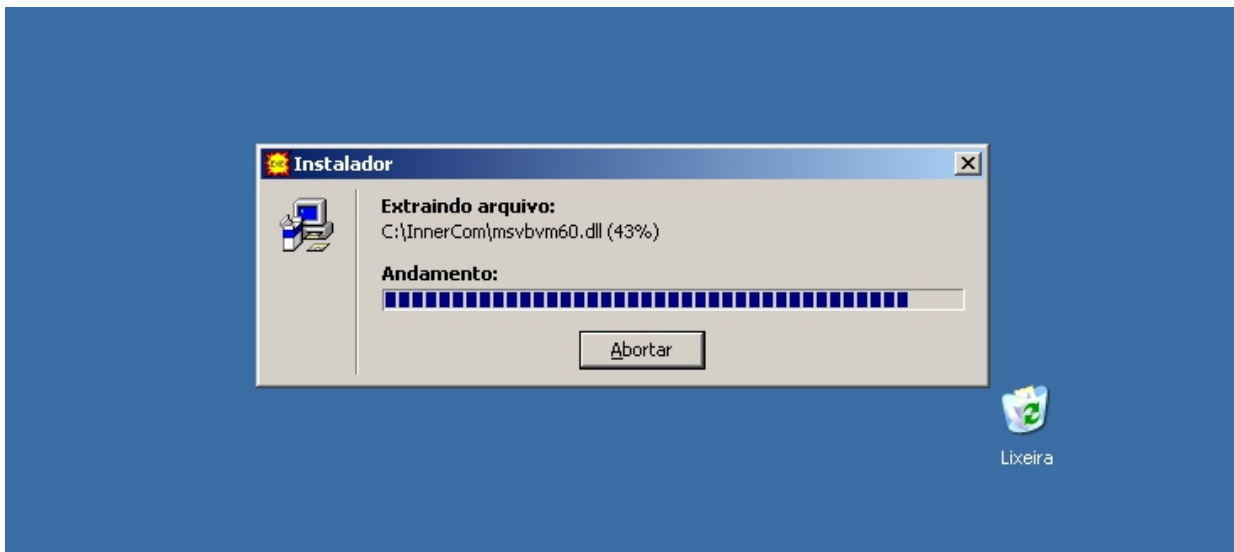 Instalador
Extraindo arquivo:
C:\InnerCom\msvbvm60.dll (43%)
Andamento:
Abortar
Lixeira